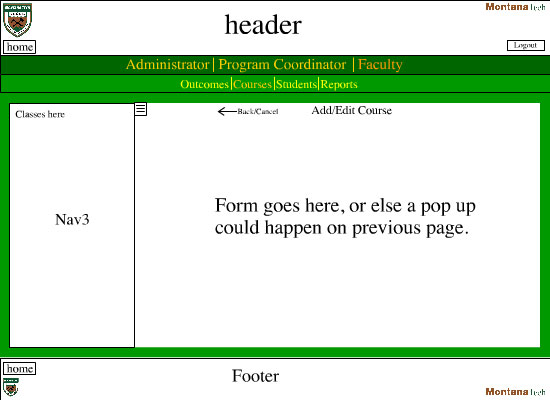 header
Montana Tech
home
Logout
Administrator | Program Coordinator | Faculty
Outcomes | Courses | Students | Reports
Classes here
Back/Cancel
Add/Edit Course
Nav3
Form goes here, or else a pop up
could happen on previous page.
home
Footer
Montana Tech